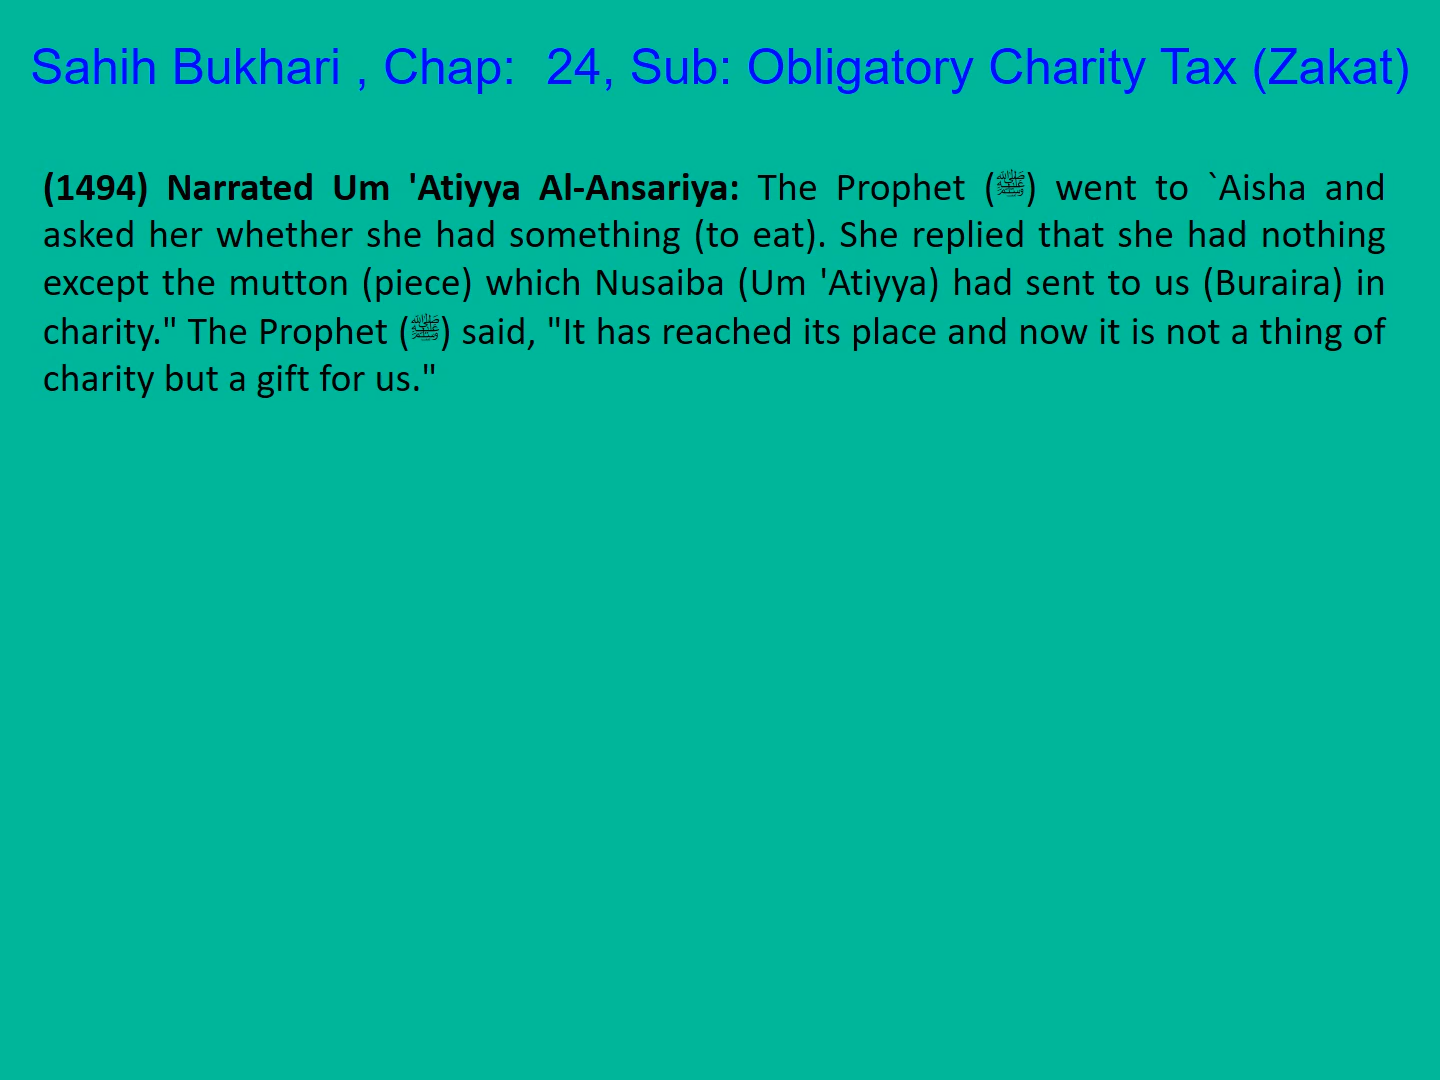 Sahih Bukhari , Chap:  24, Sub: Obligatory Charity Tax (Zakat)
(1494) Narrated Um 'Atiyya Al-Ansariya: The Prophet (ﷺ) went to `Aisha and
asked her whether she had something (to eat). She replied that she had nothing
except the mutton (piece) which Nusaiba (Um 'Atiyya) had sent to us (Buraira) in
charity." The Prophet (ﷺ) said, "It has reached its place and now it is not a thing of
charity but a gift for us."